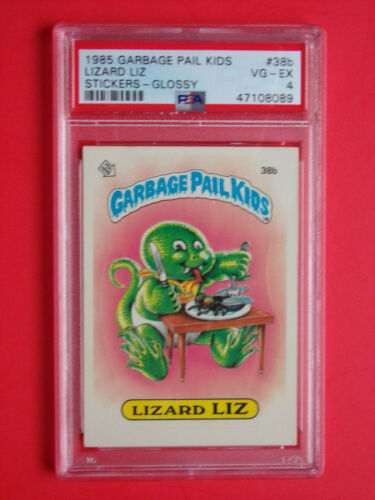 1985 GARBAGE PAIL KIDS #38b
LIZARD LIZ VG-EX
STICKERS-GLOSSY 4
PSA 47108089
38b
GARBAGE PAIL KIDS
LIZARD LIZ